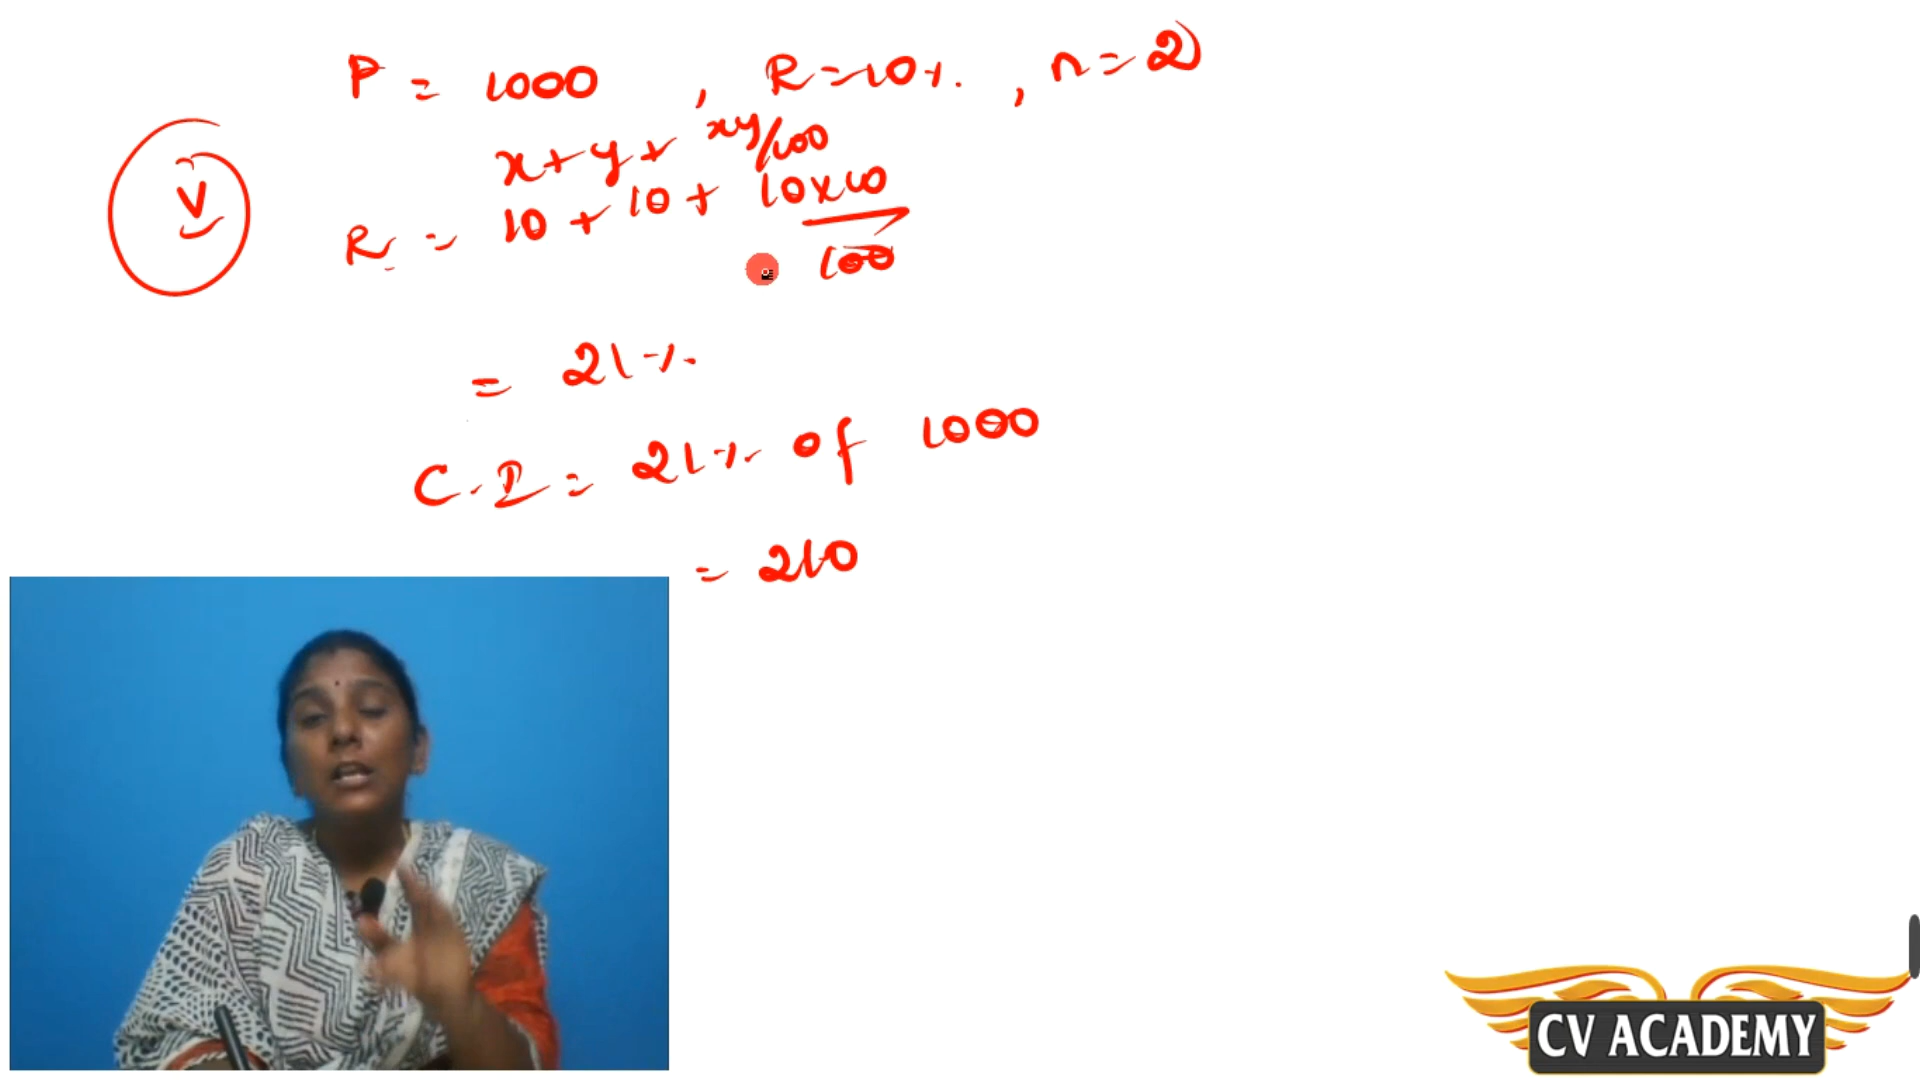 P = 1000 , R = 10% , n = 2
x + y + xy/100
V
R = 10 + 10 + 10x10
100
= 21%
C.I = 21% of 1000
= 210
CV ACADEMY